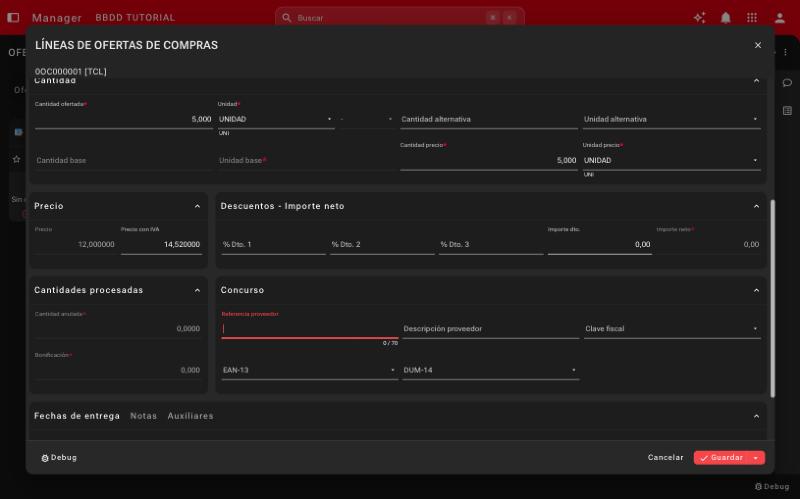 Manager BBDD TUTORIAL
Buscar
K
LÍNEAS DE OFERTAS DE COMPRAS
OOC000001 [TCL]
Cantidad
Cantidad ofertada*
5,000
Unidad*
UNIDAD
UNI
-
Cantidad alternativa
Unidad alternativa
Cantidad base
Unidad base*
Cantidad precio*
5,000
Unidad precio*
UNIDAD
UNI
Precio
Precio
12,000000
Precio con IVA
14,520000
Descuentos - Importe neto
% Dto. 1
% Dto. 2
% Dto. 3
Importe dto.
0,00
Importe neto*
0,00
Cantidades procesadas
Cantidad anulada*
0,0000
Bonificación*
0,000
Concurso
Referencia proveedor
0 / 70
Descripción proveedor
Clave fiscal
EAN-13
DUM-14
Fechas de entrega Notas Auxiliares
Debug
Cancelar
Guardar
Debug